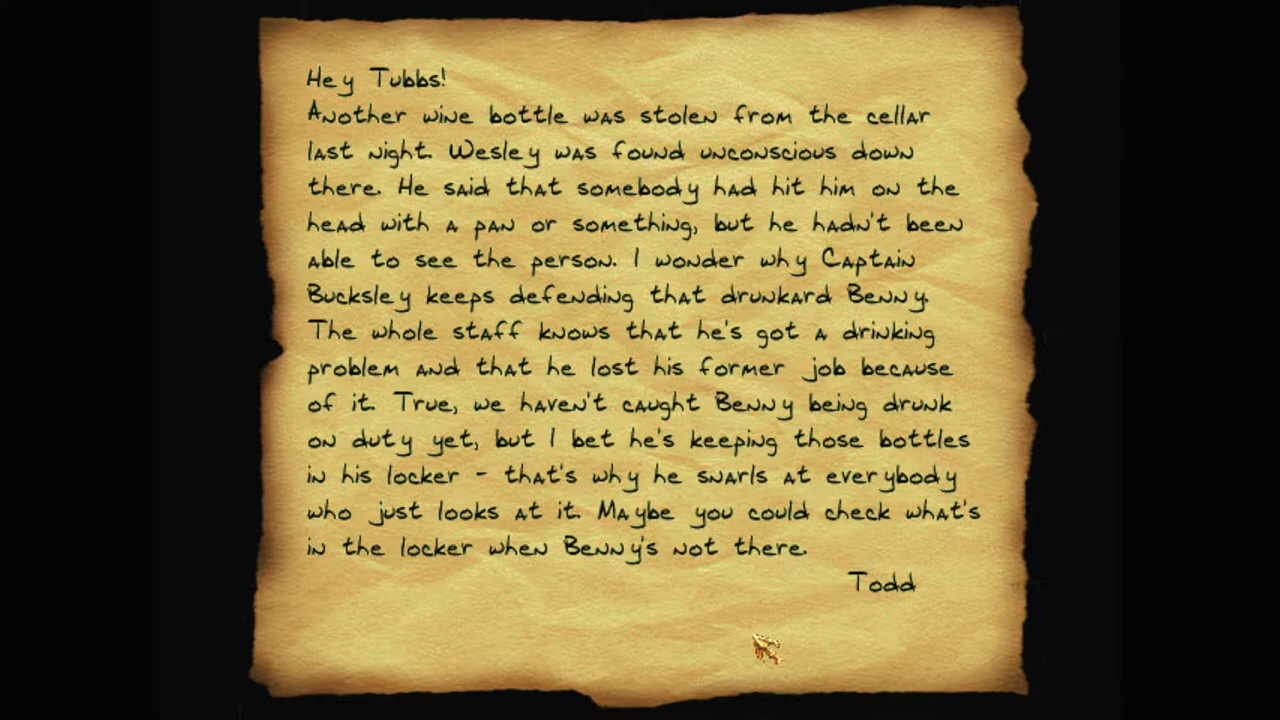 Hey Tubbs!
Another wine bottle was stolen from the cellar
last night. Wesley was found unconscious down
there. He said that somebody had hit him on the
head with a pan or something, but he hadn't been
able to see the person. I wonder why Captain
Bucksley keeps defending that drunkard Benny.
The whole staff knows that he's got a drinking
problem and that he lost his former job because
of it. True, we haven't caught Benny being drunk
on duty yet, but I bet he's keeping those bottles
in his locker - that's why he snarls at everybody
who just looks at it. Maybe you could check what's
in the locker when Benny's not there.
Todd